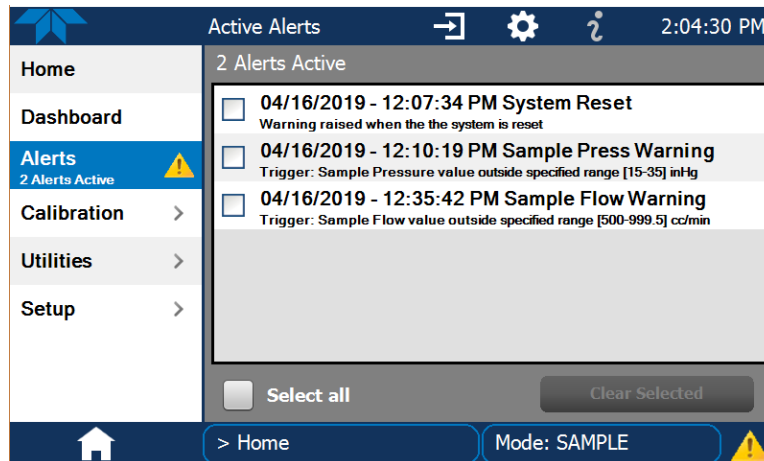 Active Alerts
2:04:30 PM
Home
Dashboard
Alerts
2 Alerts Active
Calibration
Utilities
Setup
2 Alerts Active
04/16/2019 - 12:07:34 PM System Reset
Warning raised when the the system is reset
04/16/2019 - 12:10:19 PM Sample Press Warning
Trigger: Sample Pressure value outside specified range [15-35] inHg
04/16/2019 - 12:35:42 PM Sample Flow Warning
Trigger: Sample Flow value outside specified range [500-999.5] cc/min
Select all
Clear Selected
> Home
Mode: SAMPLE